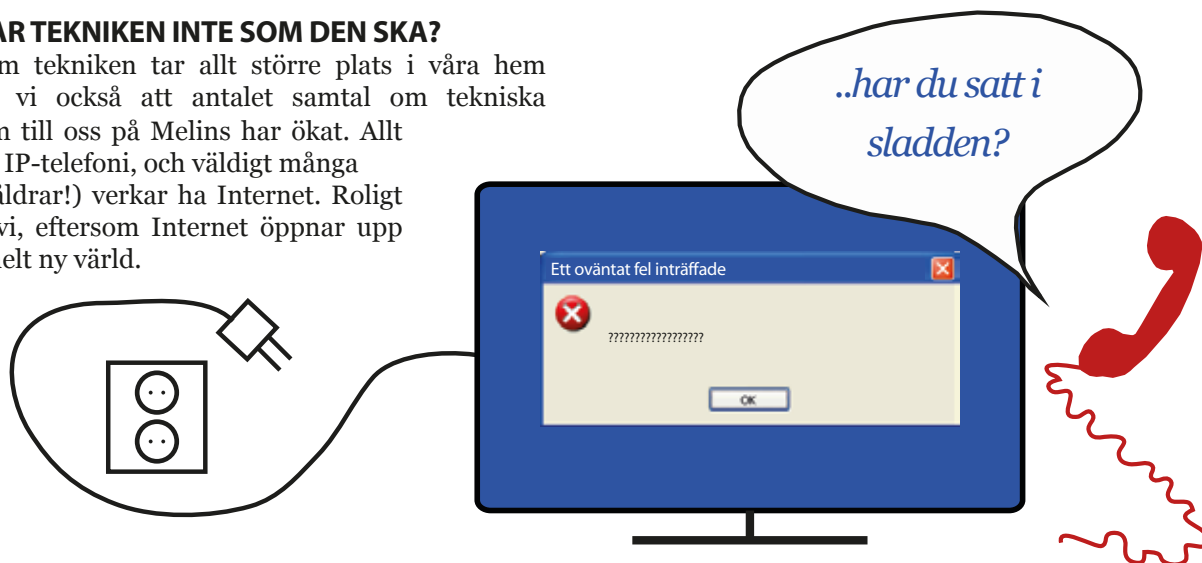 AR TEKNIKEN INTE SOM DEN SKA?
m tekniken tar allt större plats i våra hem
vi också att antalet samtal om tekniska
n till oss på Melins har ökat. Allt
IP-telefoni, och väldigt många
äldrar!) verkar ha Internet. Roligt
vi, eftersom Internet öppnar upp
helt ny värld.
..har du satt i
sladden?
Ett oväntat fel inträffade
??????????????????
OK